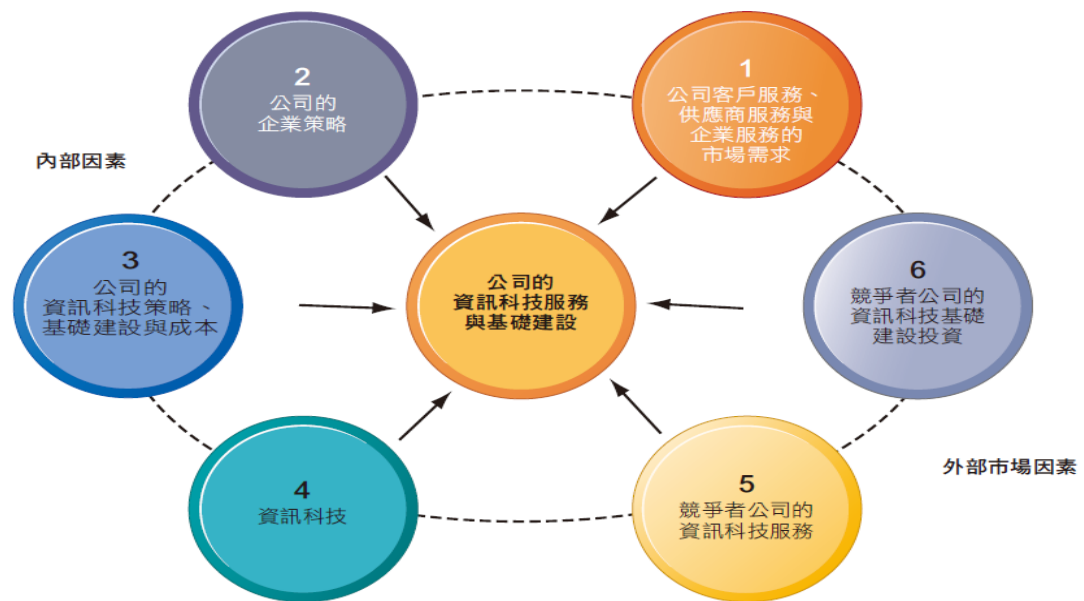 2
公司的
企業策略
1
公司客戶服務、
供應商服務與
企業服務的
市場需求
內部因素
3
公司的
資訊科技策略、
基礎建設與成本
公司的
資訊科技服務
與基礎建設
6
競爭者公司的
資訊科技基礎
建設投資
4
資訊科技
5
競爭者公司的
資訊科技服務
外部市場因素